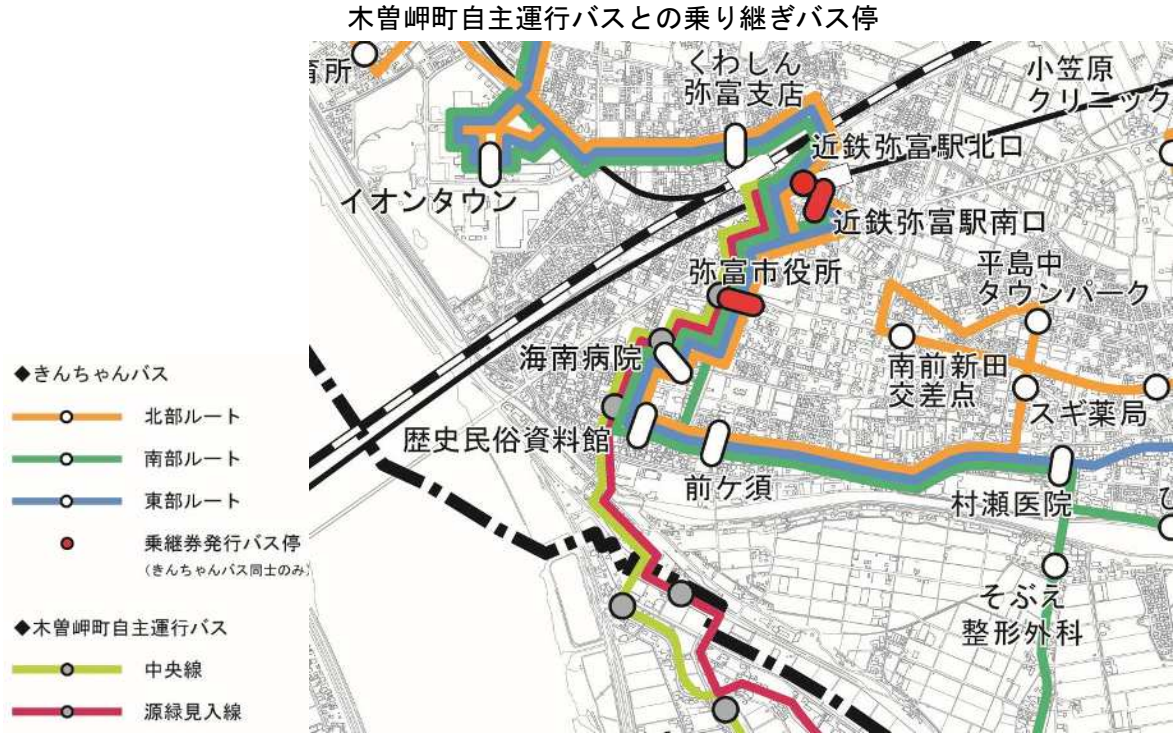 木曽岬町自主運行バスとの乗り継ぎバス停
育所
くわしん
弥富支店
小笠原
クリニック
近鉄弥富駅北口
イオンタウン
近鉄弥富駅南口
弥富市役所
平島中
タウンパーク
海南病院
南前新田
交差点
スギ薬局
歴史民俗資料館
前ケ須
村瀬医院
ひ
そぶえ
整形外科
◆きんちゃんバス
北部ルート
南部ルート
東部ルート
乗継券発行バス停
(きんちゃんバス同士のみ)
◆木曽岬町自主運行バス
中央線
源緑見入線